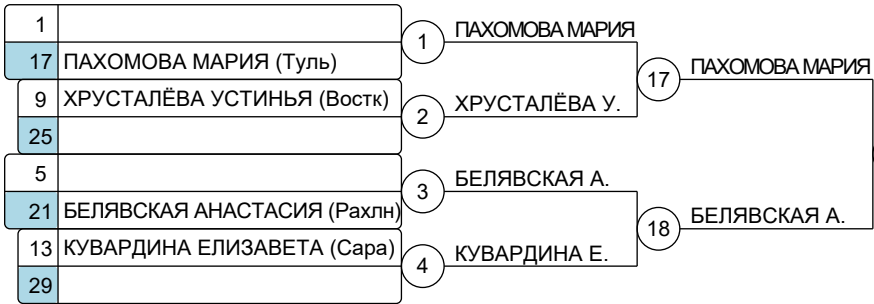 1
17 ПАХОМОВА МАРИЯ (Туль)
9 ХРУСТАЛЁВА УСТИНЬЯ (Востк)
25
5
21 БЕЛЯВСКАЯ АНАСТАСИЯ (Рахлн)
13 КУВАРДИНА ЕЛИЗАВЕТА (Сара)
29
1 ПАХОМОВА МАРИЯ
2 ХРУСТАЛЁВА У.
3 БЕЛЯВСКАЯ А.
4 КУВАРДИНА Е.
17 ПАХОМОВА МАРИЯ
18 БЕЛЯВСКАЯ А.